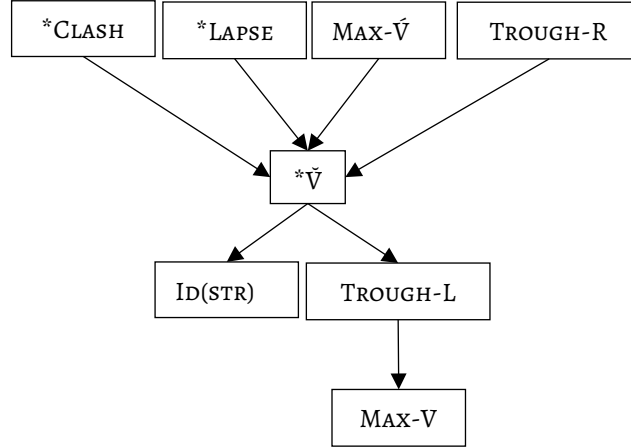 *Clash *Lapse Max-V́ Trough-R
*V̆
Id(str) Trough-L
Max-V